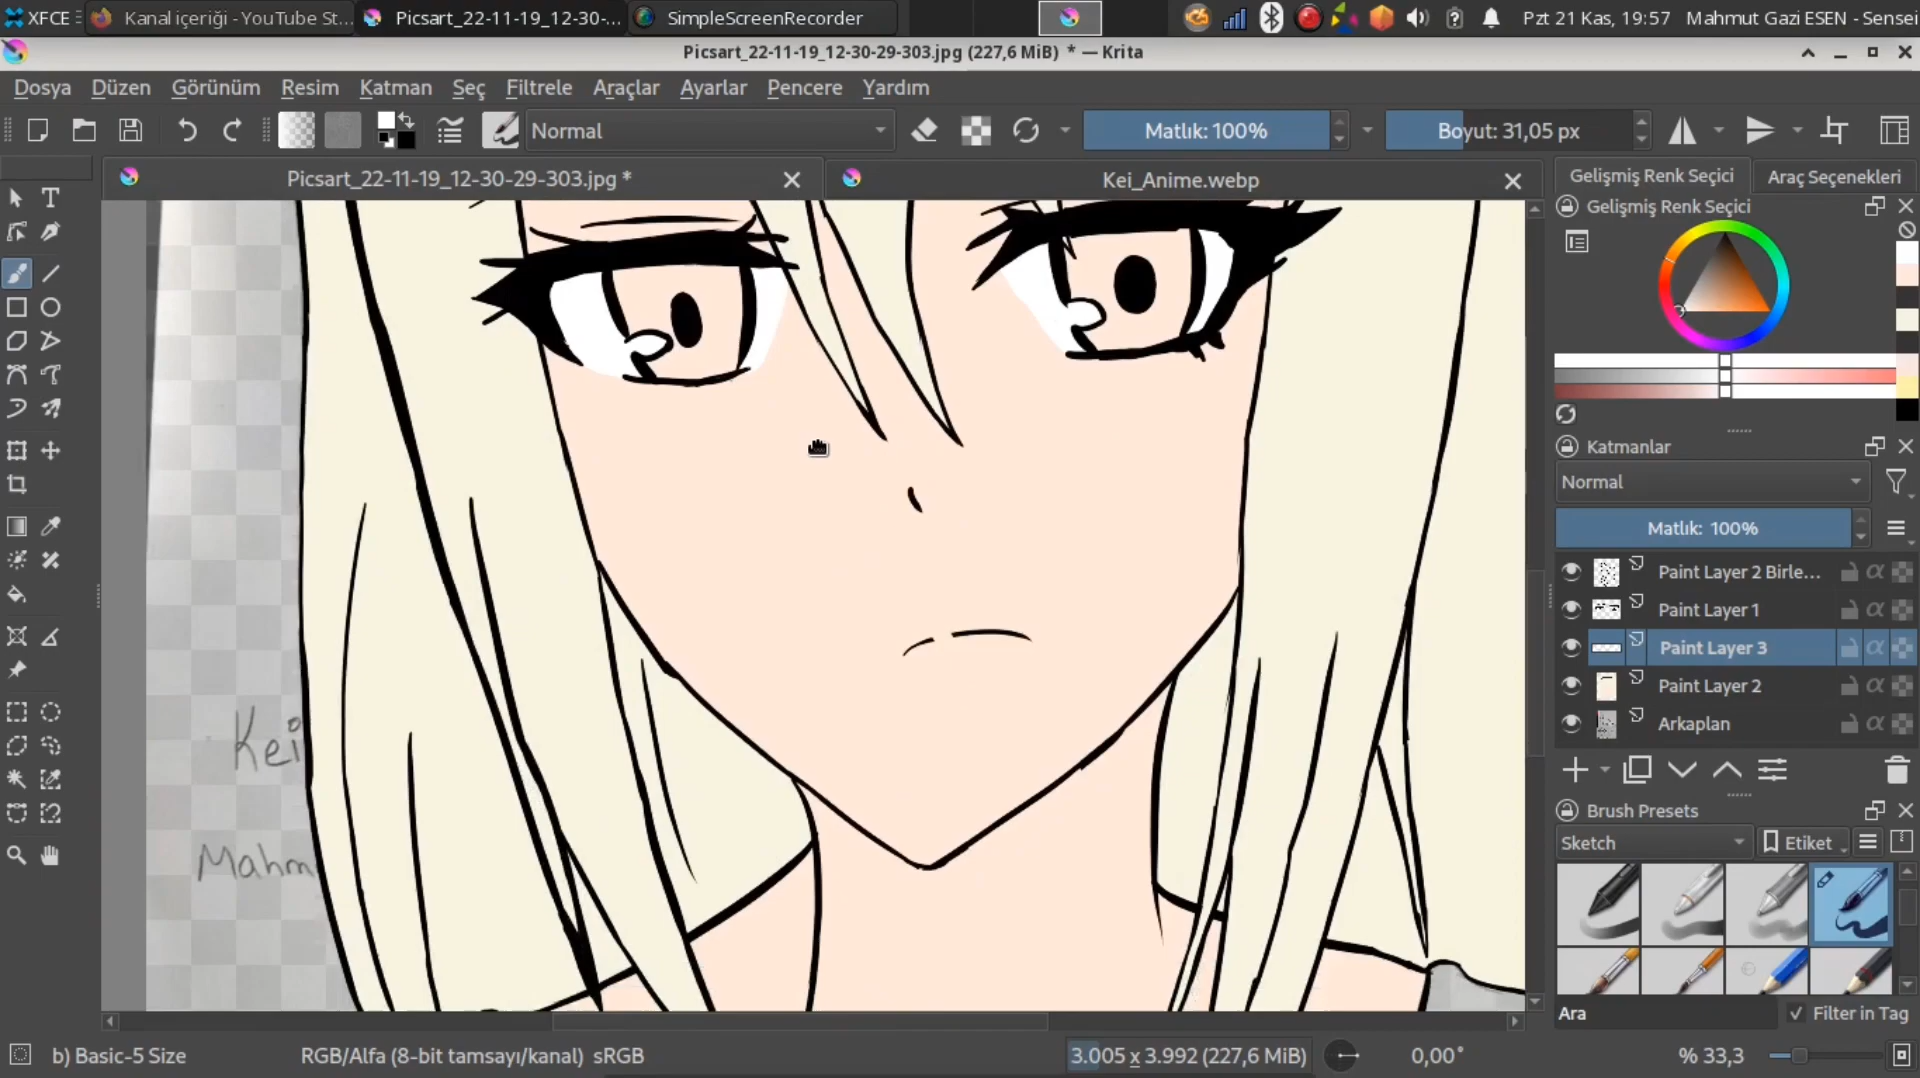 XFCE
Kanal içeriği - YouTube St...
Picsart_22-11-19_12-30-...
SimpleScreenRecorder
Pzt 21 Kas, 19:57
Mahmut Gazi ESEN - Sensei
Picsart_22-11-19_12-30-29-303.jpg (227,6 MiB) * — Krita
Dosya Düzen Görünüm Resim Katman Seç Filtrele Araçlar Ayarlar Pencere Yardım
Normal
Matlık: 100%
Boyut: 31,05 px
Picsart_22-11-19_12-30-29-303.jpg *
Kei_Anime.webp
Gelişmiş Renk Seçici
Araç Seçenekleri
Gelişmiş Renk Seçici
Katmanlar
Normal
Matlık: 100%
Paint Layer 2 Birle...
Paint Layer 1
Paint Layer 3
Paint Layer 2
Arkaplan
Kei
Mahm
Brush Presets
Sketch
Etiket
Ara
Filter in Tag
b) Basic-5 Size
RGB/Alfa (8-bit tamsayı/kanal) sRGB
3.005 x 3.992 (227,6 MiB)
0,00°
% 33,3